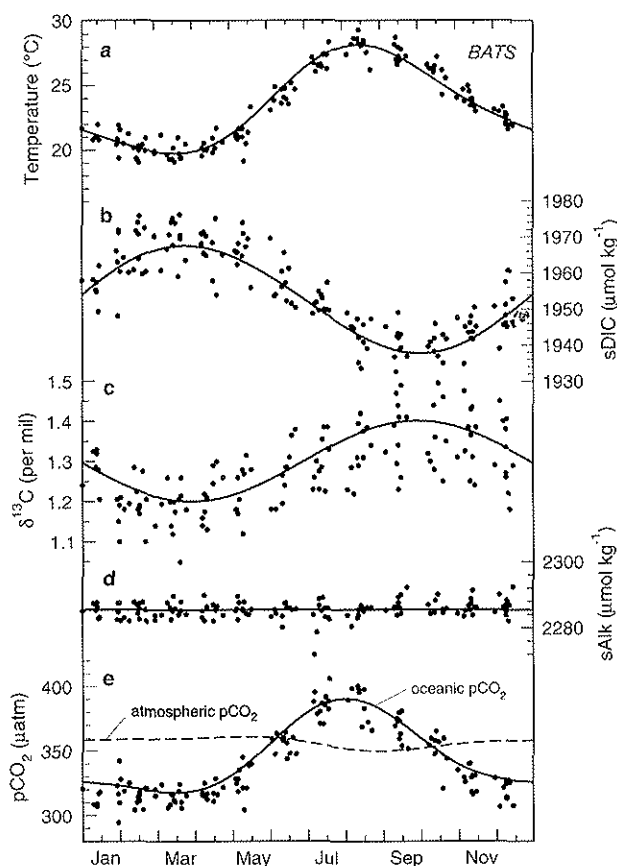 a
BATS
Temperature (°C)
30
25
20
b
sDIC (μmol kg⁻¹)
1980
1970
1960
1950
1940
1930
c
δ¹³C (per mil)
1.5
1.4
1.3
1.2
1.1
d
sAlk (μmol kg⁻¹)
2300
2280
e
pCO₂ (μatm)
400
350
300
atmospheric pCO₂
oceanic pCO₂
Jan Mar May Jul Sep Nov